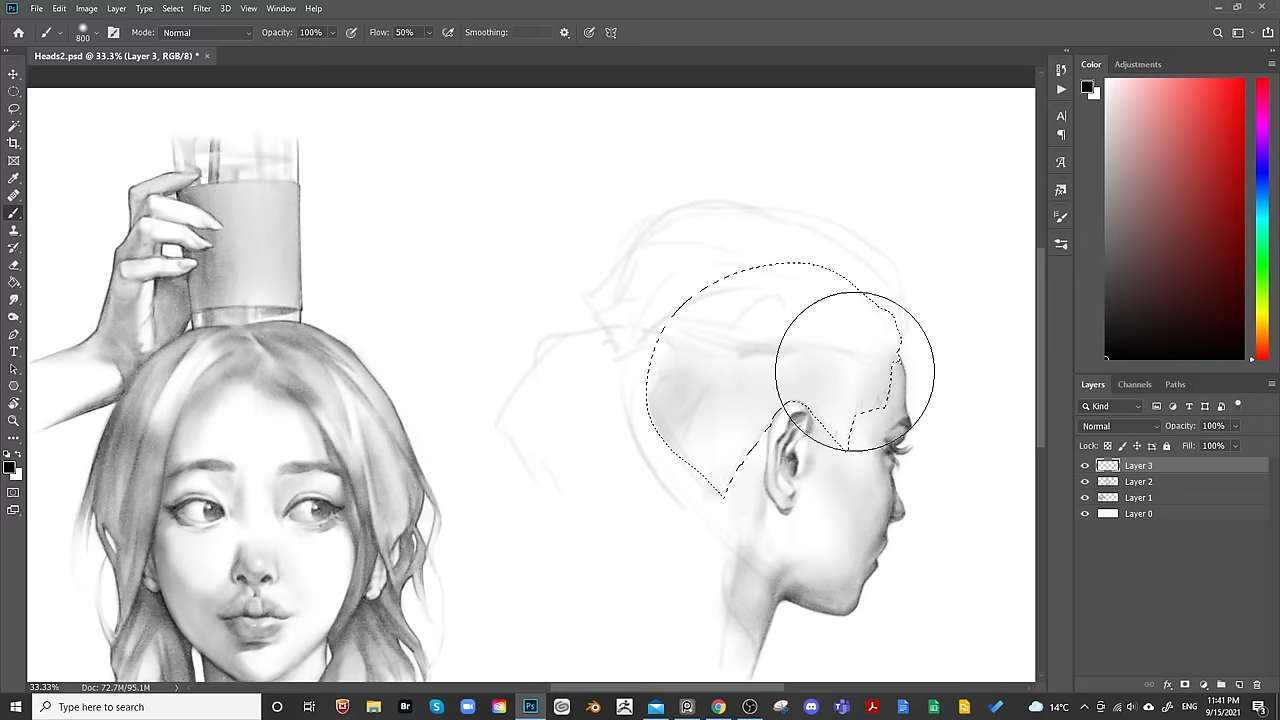 Ps File Edit Image Layer Type Select Filter 3D View Window Help
800 Mode: Normal Opacity: 100% Flow: 50% Smoothing:
Heads2.psd @ 33.3% (Layer 3, RGB/8) * ×
Color Adjustments
Layers Channels Paths
Kind
Normal Opacity: 100%
Lock: Fill: 100%
Layer 3
Layer 2
Layer 1
Layer 0
33.33% Doc: 72.7M/95.1M
Type here to search
Br Ps
14°C ENG 11:41 PM
9/15/2021